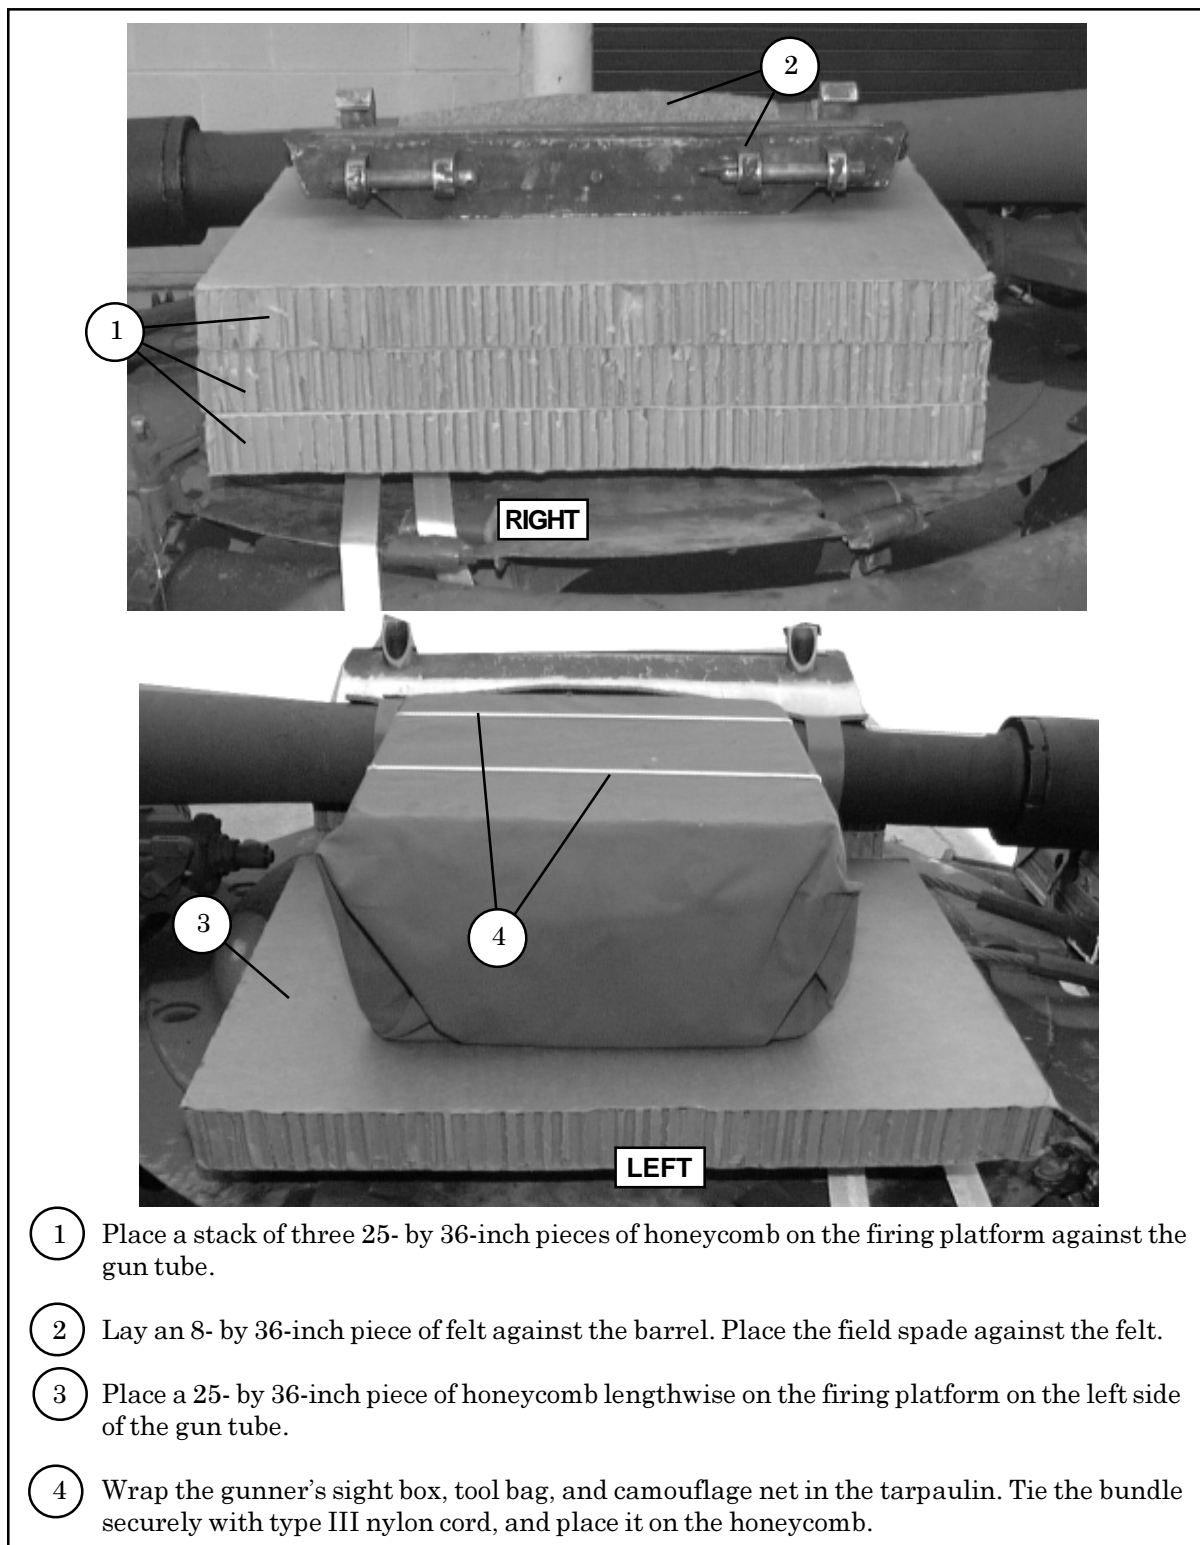 2
1
RIGHT
3
4
LEFT
1 Place a stack of three 25- by 36-inch pieces of honeycomb on the firing platform against the
gun tube.
2 Lay an 8- by 36-inch piece of felt against the barrel. Place the field spade against the felt.
3 Place a 25- by 36-inch piece of honeycomb lengthwise on the firing platform on the left side
of the gun tube.
4 Wrap the gunner’s sight box, tool bag, and camouflage net in the tarpaulin. Tie the bundle
securely with type III nylon cord, and place it on the honeycomb.